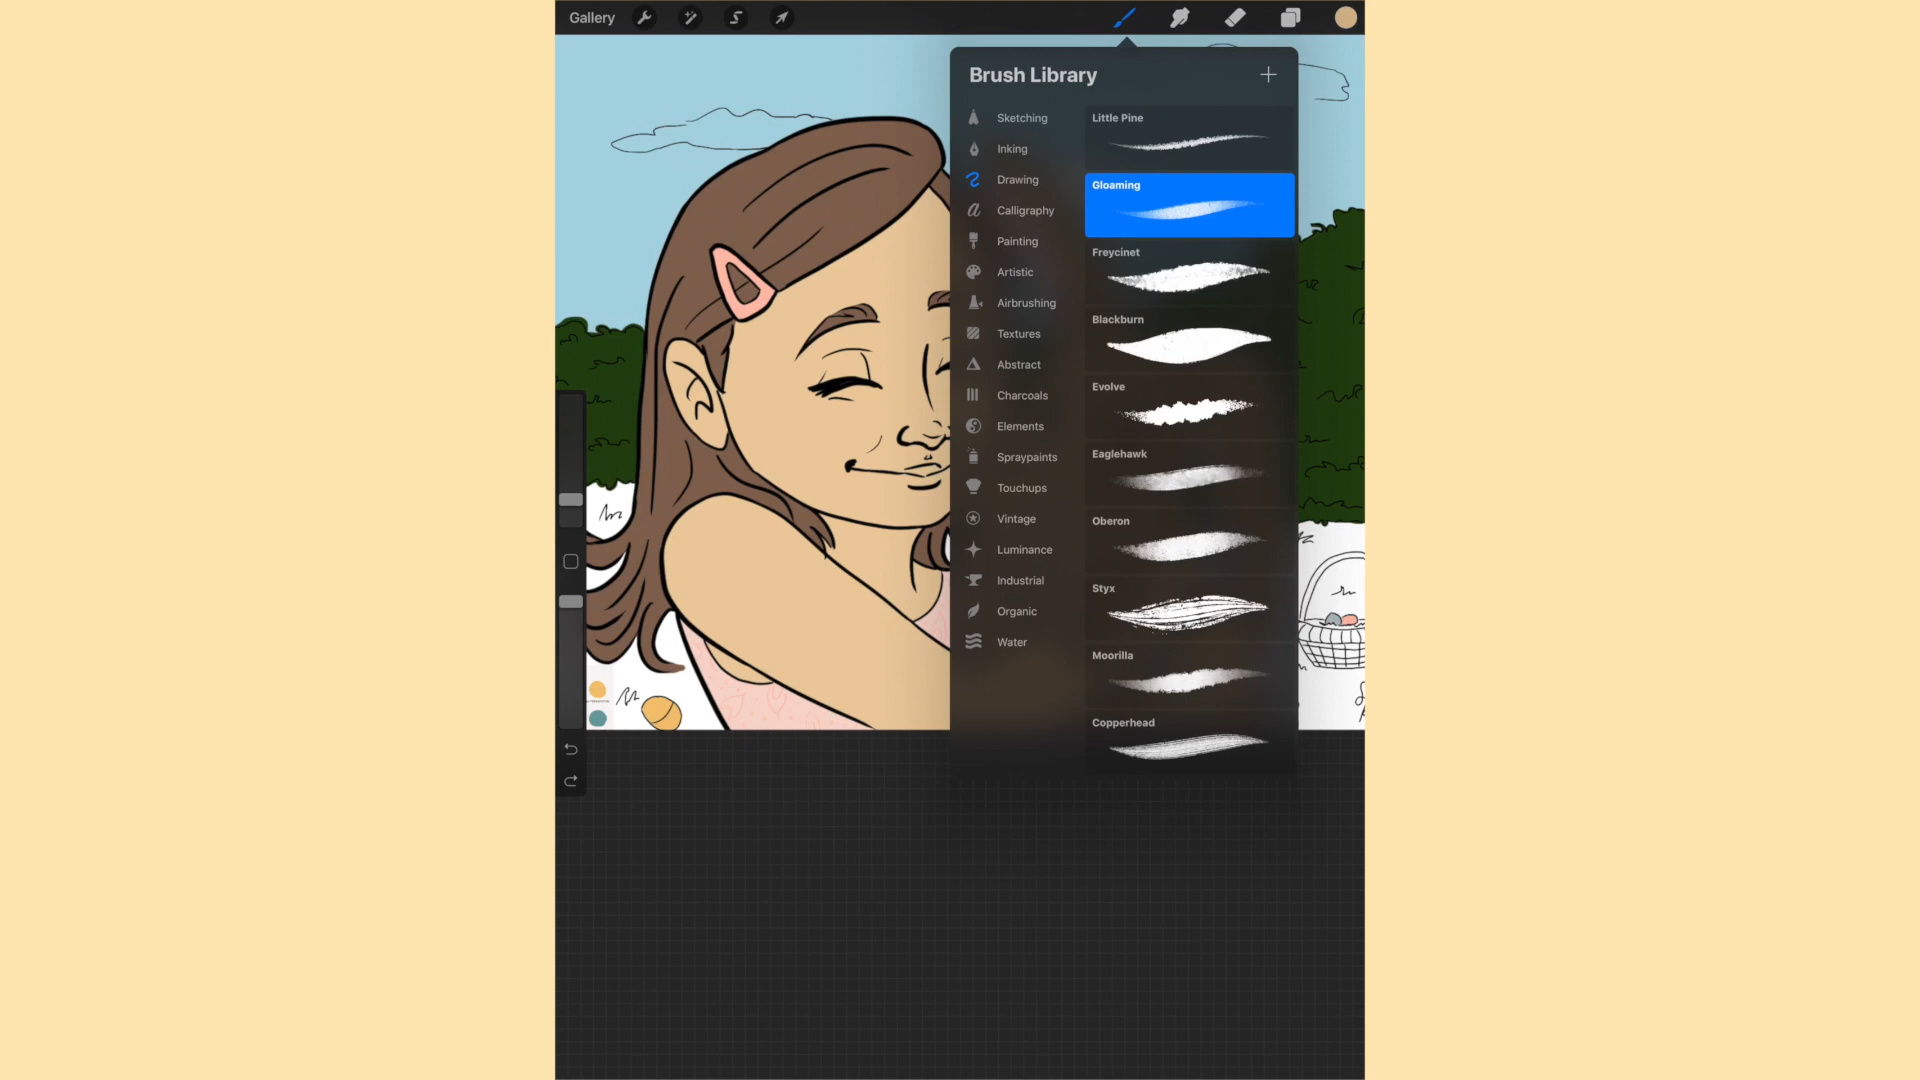 Gallery
Brush Library
Sketching
Inking
Drawing
Calligraphy
Painting
Artistic
Airbrushing
Textures
Abstract
Charcoals
Elements
Spraypaints
Touchups
Vintage
Luminance
Industrial
Organic
Water
Little Pine
Gloaming
Freycinet
Blackburn
Evolve
Eaglehawk
Oberon
Styx
Moorilla
Copperhead